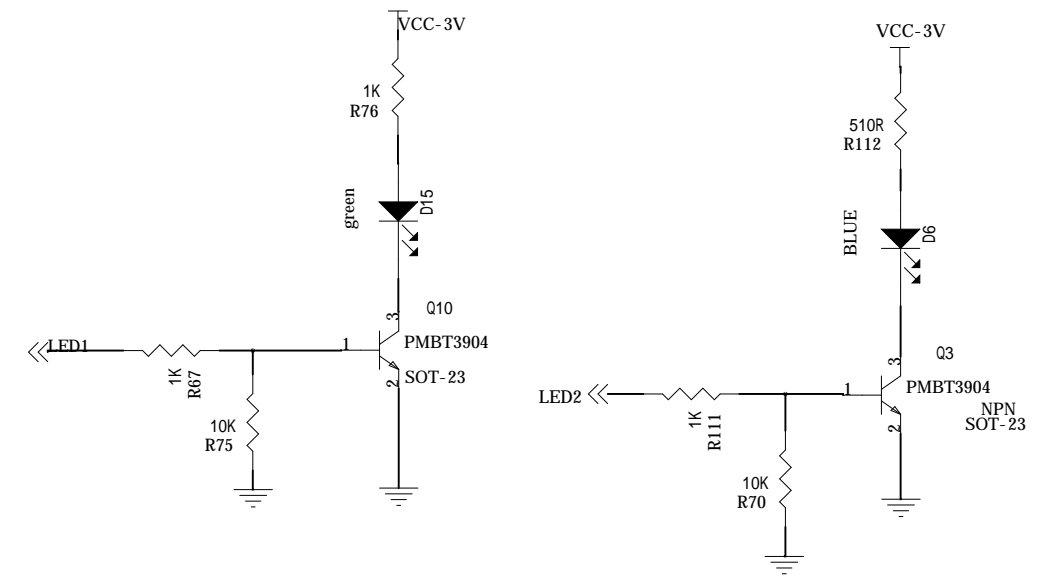 VCC-3V
1K
R76
green
D15
Q10
3
LED1
1
PMBT3904
1K
R67
2
SOT-23
10K
R75
VCC-3V
510R
R112
BLUE
D6
Q3
3
LED2
1
PMBT3904
1K
R111
2
NPN
SOT-23
10K
R70